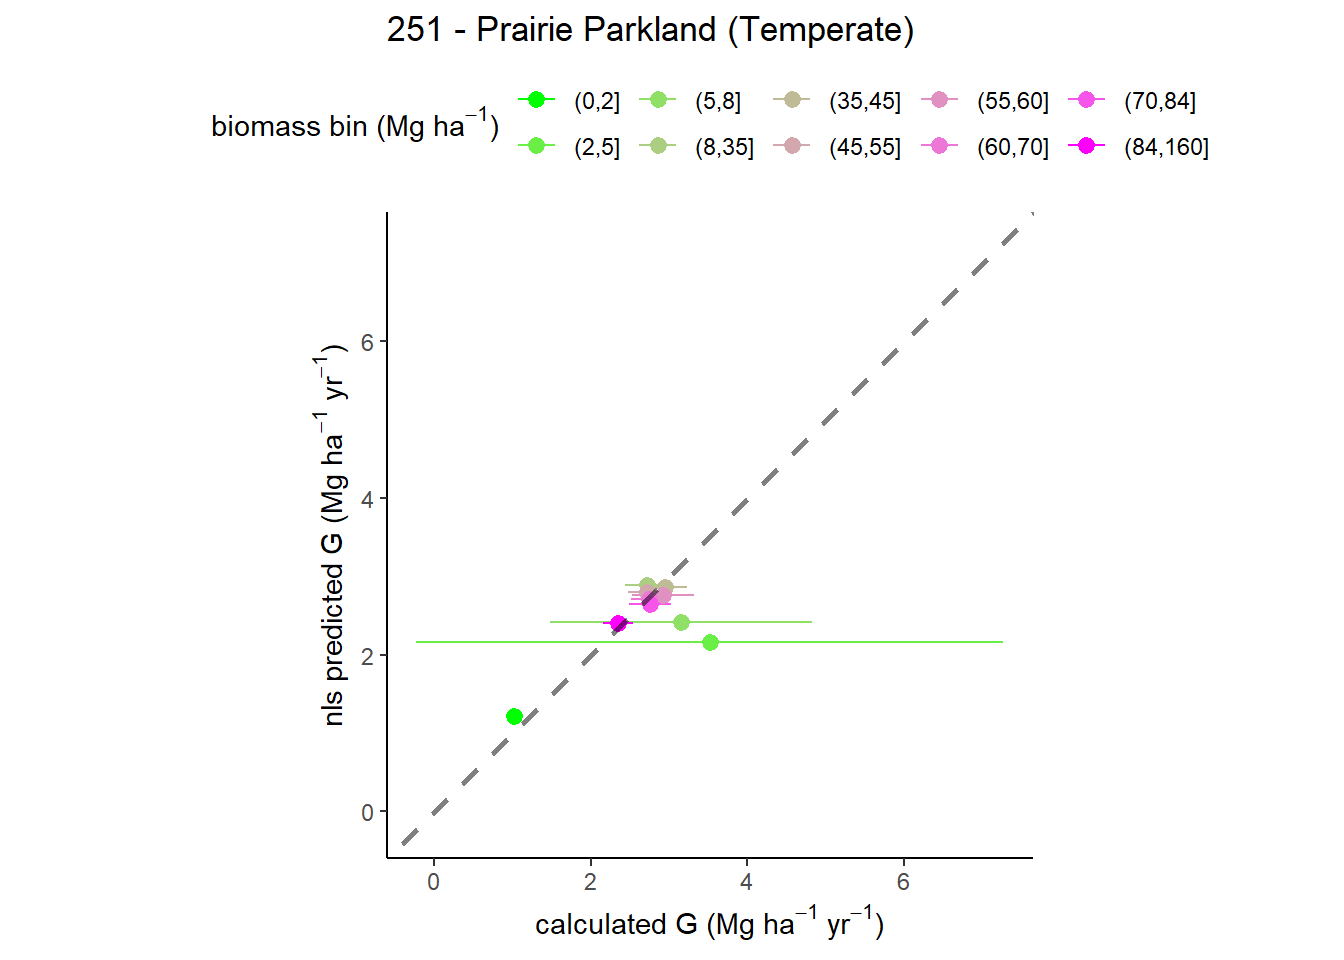 251 - Prairie Parkland (Temperate)
biomass bin (Mg ha⁻¹)
(0,2] (5,8] (35,45] (55,60] (70,84]
(2,5] (8,35] (45,55] (60,70] (84,160]
nls predicted G (Mg ha⁻¹ yr⁻¹)
6
4
2
0
0 2 4 6
calculated G (Mg ha⁻¹ yr⁻¹)